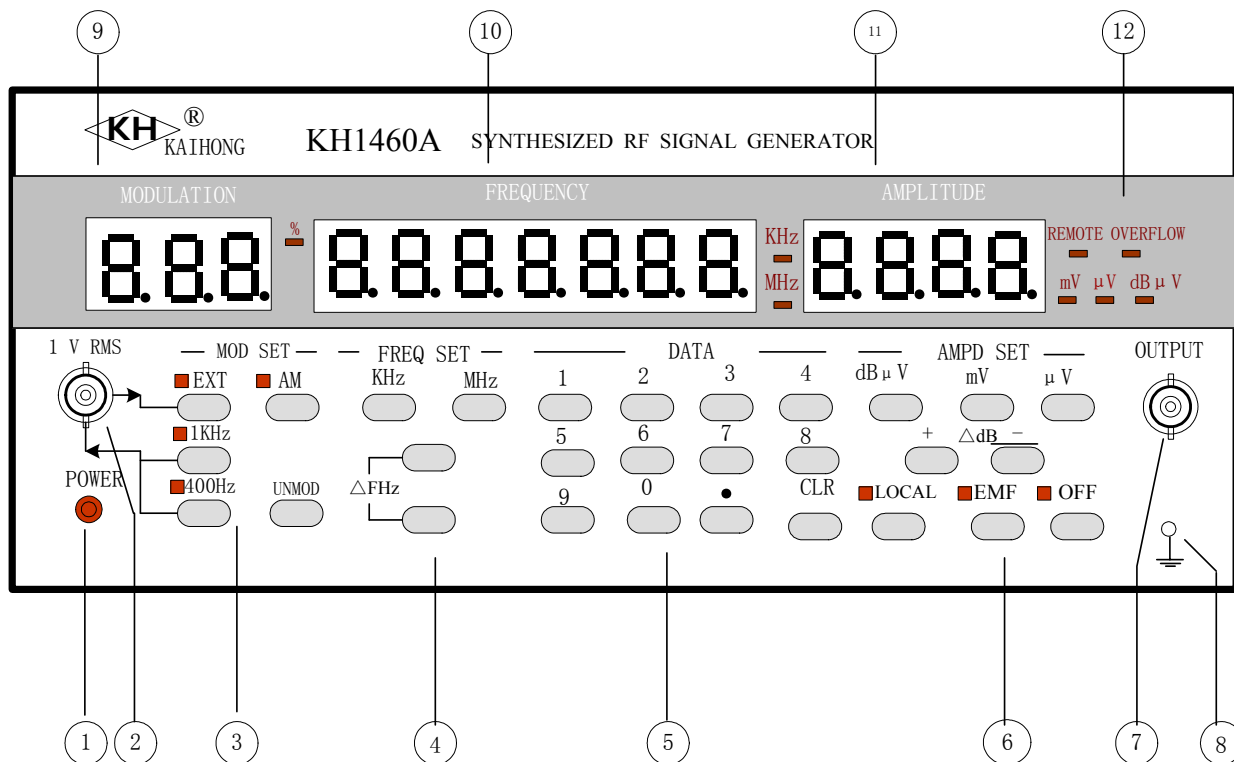 9 10 11 12
KH ® KAIHONG KH1460A SYNTHESIZED RF SIGNAL GENERATOR
MODULATION FREQUENCY AMPLITUDE
8.8.8. % 8.8.8.8.8.8.8. KHz 8.8.8.8. REMOTE OVERFLOW
MHz mV μV dBμV
1 V RMS MOD SET FREQ SET DATA AMPD SET OUTPUT
EXT AM KHz MHz 1 2 3 4 dBμV mV μV
1KHz 5 6 7 8 + △dB −
POWER 400Hz UNMOD △FHz 9 0 • CLR LOCAL EMF OFF
1 2 3 4 5 6 7 8